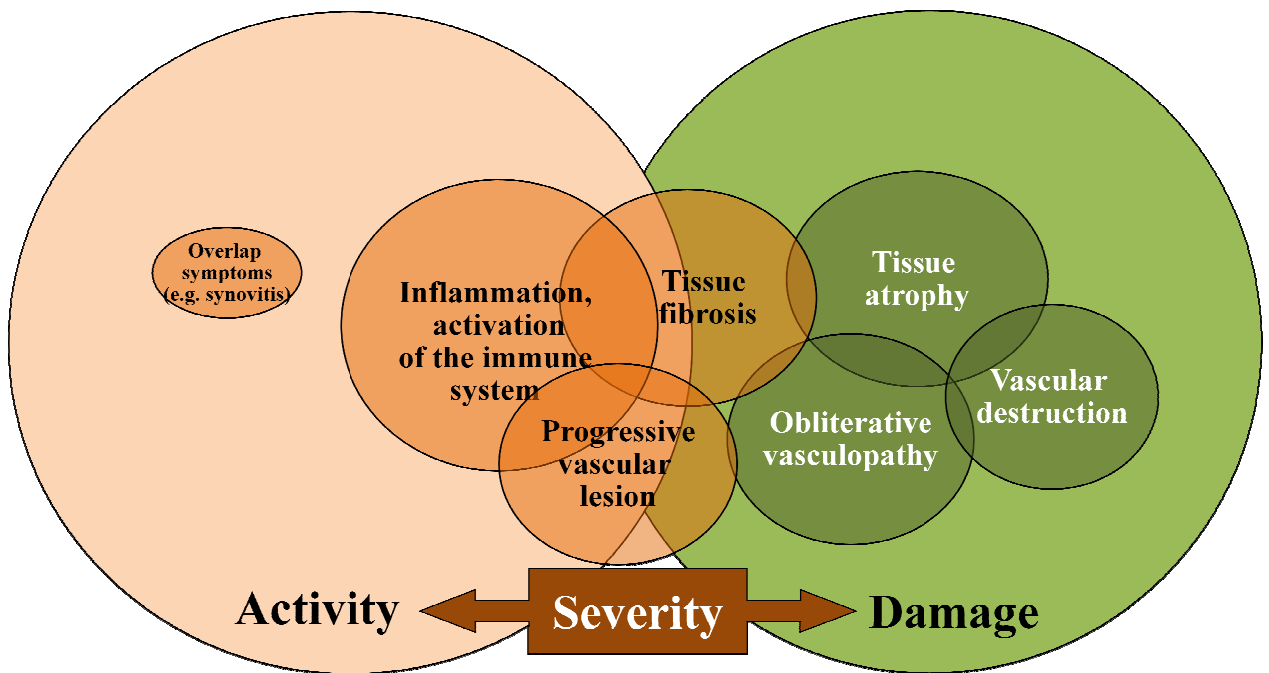 Overlap
symptoms
(e.g. synovitis)
Inflammation,
activation
of the immune
system
Tissue
fibrosis
Tissue
atrophy
Progressive
vascular
lesion
Obliterative
vasculopathy
Vascular
destruction
Activity
Severity
Damage